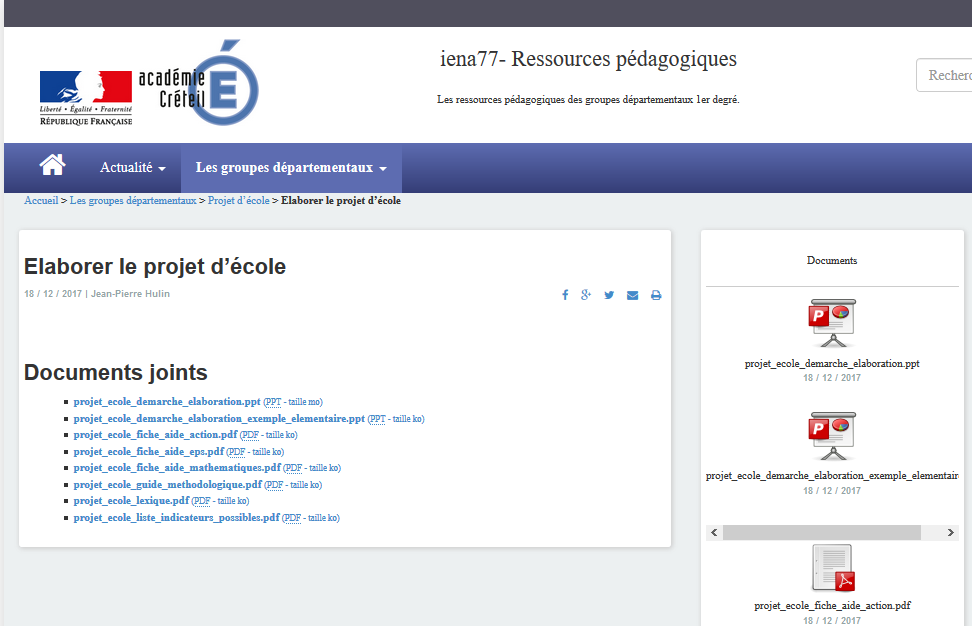 iena77- Ressources pédagogiques
Les ressources pédagogiques des groupes départementaux 1er degré.
Recherc
académie
Créteil
É
Liberté • Égalité • Fraternité
RÉPUBLIQUE FRANÇAISE
Actualité
Les groupes départementaux
Accueil > Les groupes départementaux > Projet d'école > Elaborer le projet d'école
Elaborer le projet d'école
18 / 12 / 2017 | Jean-Pierre Hulin
Documents joints
projet_ecole_demarche_elaboration.ppt (PPT - taille mo)
projet_ecole_demarche_elaboration_exemple_elementaire.ppt (PPT - taille ko)
projet_ecole_fiche_aide_action.pdf (PDF - taille ko)
projet_ecole_fiche_aide_eps.pdf (PDF - taille ko)
projet_ecole_fiche_aide_mathematiques.pdf (PDF - taille ko)
projet_ecole_guide_methodologique.pdf (PDF - taille ko)
projet_ecole_lexique.pdf (PDF - taille ko)
projet_ecole_liste_indicateurs_possibles.pdf (PDF - taille ko)
Documents
projet_ecole_demarche_elaboration.ppt
18 / 12 / 2017
projet_ecole_demarche_elaboration_exemple_elementair
18 / 12 / 2017
projet_ecole_fiche_aide_action.pdf
18 / 12 / 2017